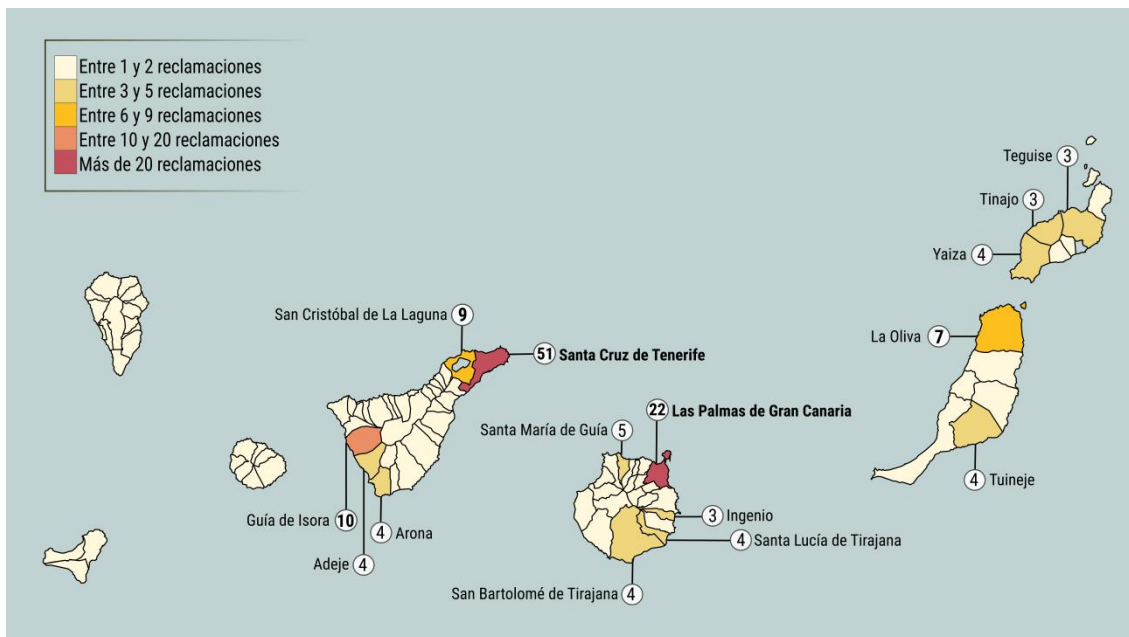 Entre 1 y 2 reclamaciones
Entre 3 y 5 reclamaciones
Entre 6 y 9 reclamaciones
Entre 10 y 20 reclamaciones
Más de 20 reclamaciones
Teguise 3
Tinajo 3
Yaiza 4
San Cristóbal de La Laguna 9
La Oliva 7
51 Santa Cruz de Tenerife
22 Las Palmas de Gran Canaria
Santa María de Guía 5
4 Tuineje
Guía de Isora 10
4 Arona
3 Ingenio
4 Santa Lucía de Tirajana
Adeje 4
San Bartolomé de Tirajana 4